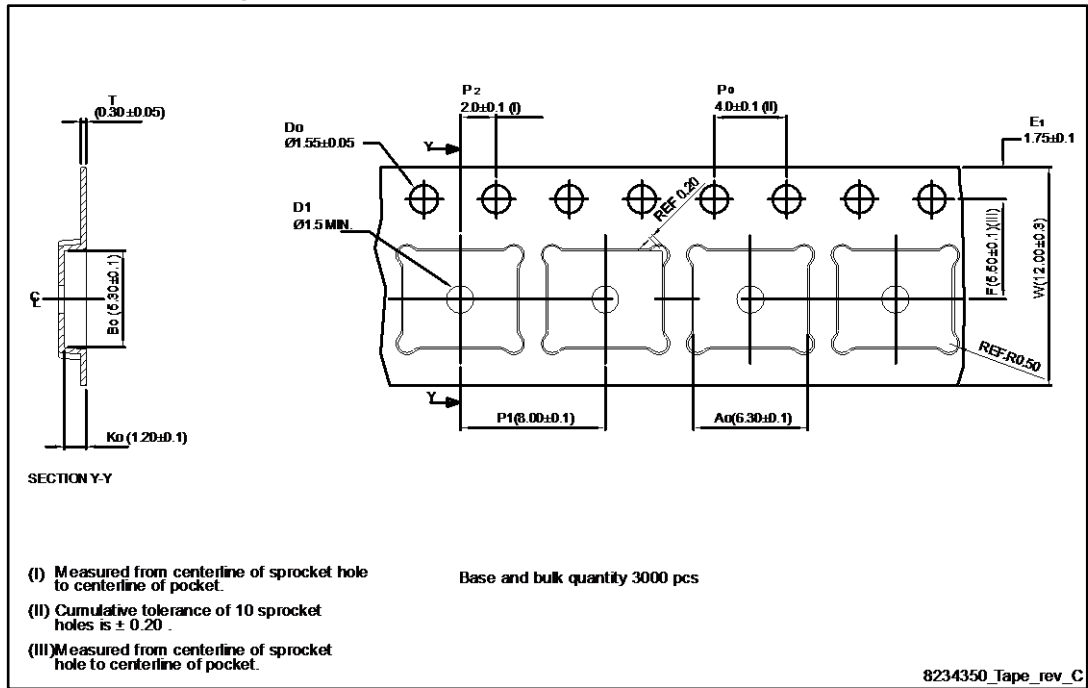 T
(0.30 ±0.05)
P2
2.0±0.1 (I)
Po
4.0±0.1 (II)
E1
1.75±0.1
Do
Ø1.55±0.05
Y
D1
Ø1.5 MIN.
REF 0.20
F(5.50±0.1)(III)
W(12.00±0.3)
Bo (5.30±0.1)
CL
REF.R0.50
Y
P1(8.00±0.1)
Ao(6.30±0.1)
Ko (1.20±0.1)
SECTION Y-Y
(I) Measured from centerline of sprocket hole
to centerline of pocket.
Base and bulk quantity 3000 pcs
(II) Cumulative tolerance of 10 sprocket
holes is ± 0.20 .
(III)Measured from centerline of sprocket
hole to centerline of pocket.
8234350_Tape_rev_C